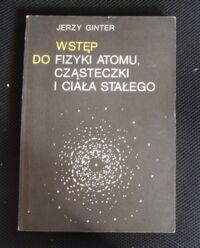 JERZY GINTER
WSTĘP
DO FIZYKI ATOMU,
CZĄSTECZKI
I CIAŁA STAŁEGO